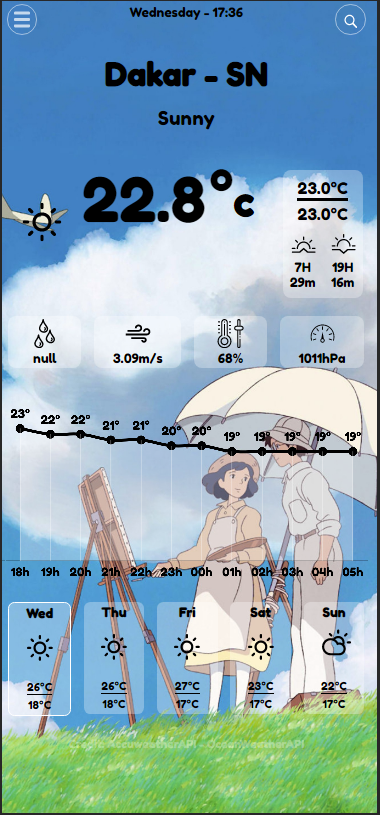 Wednesday - 17:36
Dakar - SN
Sunny
22.8°c
23.0°C
23.0°C
7H 19H
29m 16m
null 3.09m/s 68% 1011hPa
23° 22° 22° 21° 21° 20° 20° 19° 19° 19° 19° 19°
18h 19h 20h 21h 22h 23h 00h 01h 02h 03h 04h 05h
Wed Thu Fri Sat Sun
26°C 26°C 27°C 23°C 22°C
18°C 18°C 17°C 17°C 17°C
AccuWeatherAPI - OpenWeatherAPI